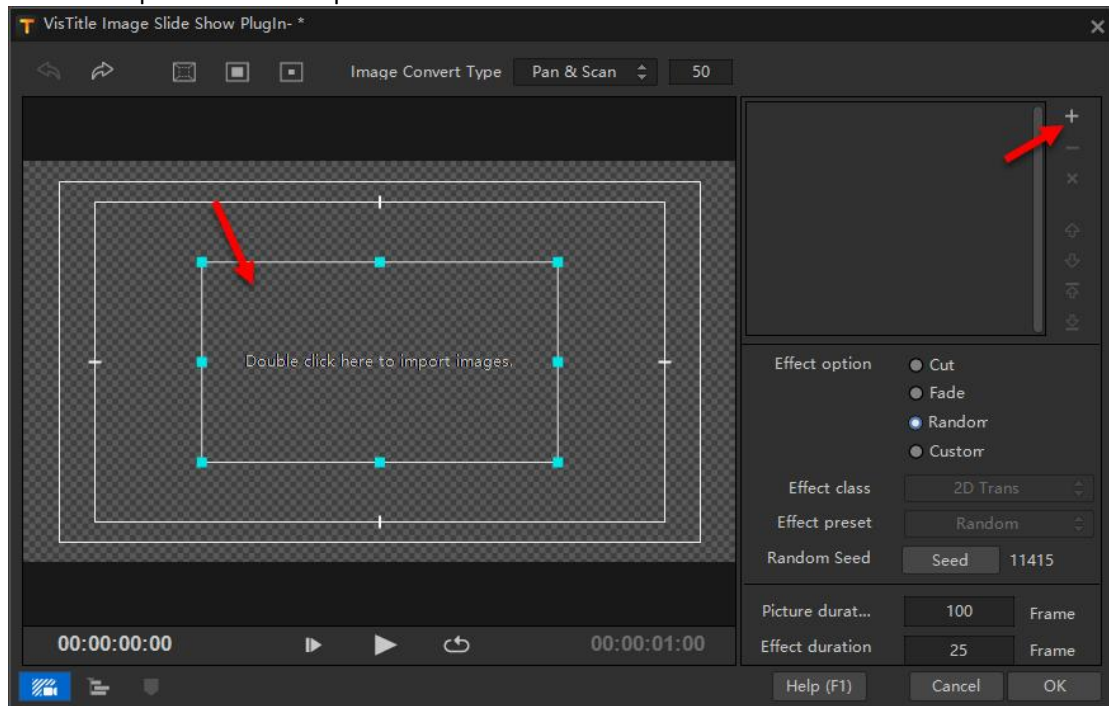 VisTitle Image Slide Show PlugIn- *
Image Convert Type Pan & Scan 50
Double click here to import images.
Effect option
Cut
Fade
Random
Custom
Effect class 2D Trans
Effect preset Random
Random Seed Seed 11415
Picture durat... 100 Frame
Effect duration 25 Frame
00:00:00:00 00:00:01:00
Help (F1) Cancel OK